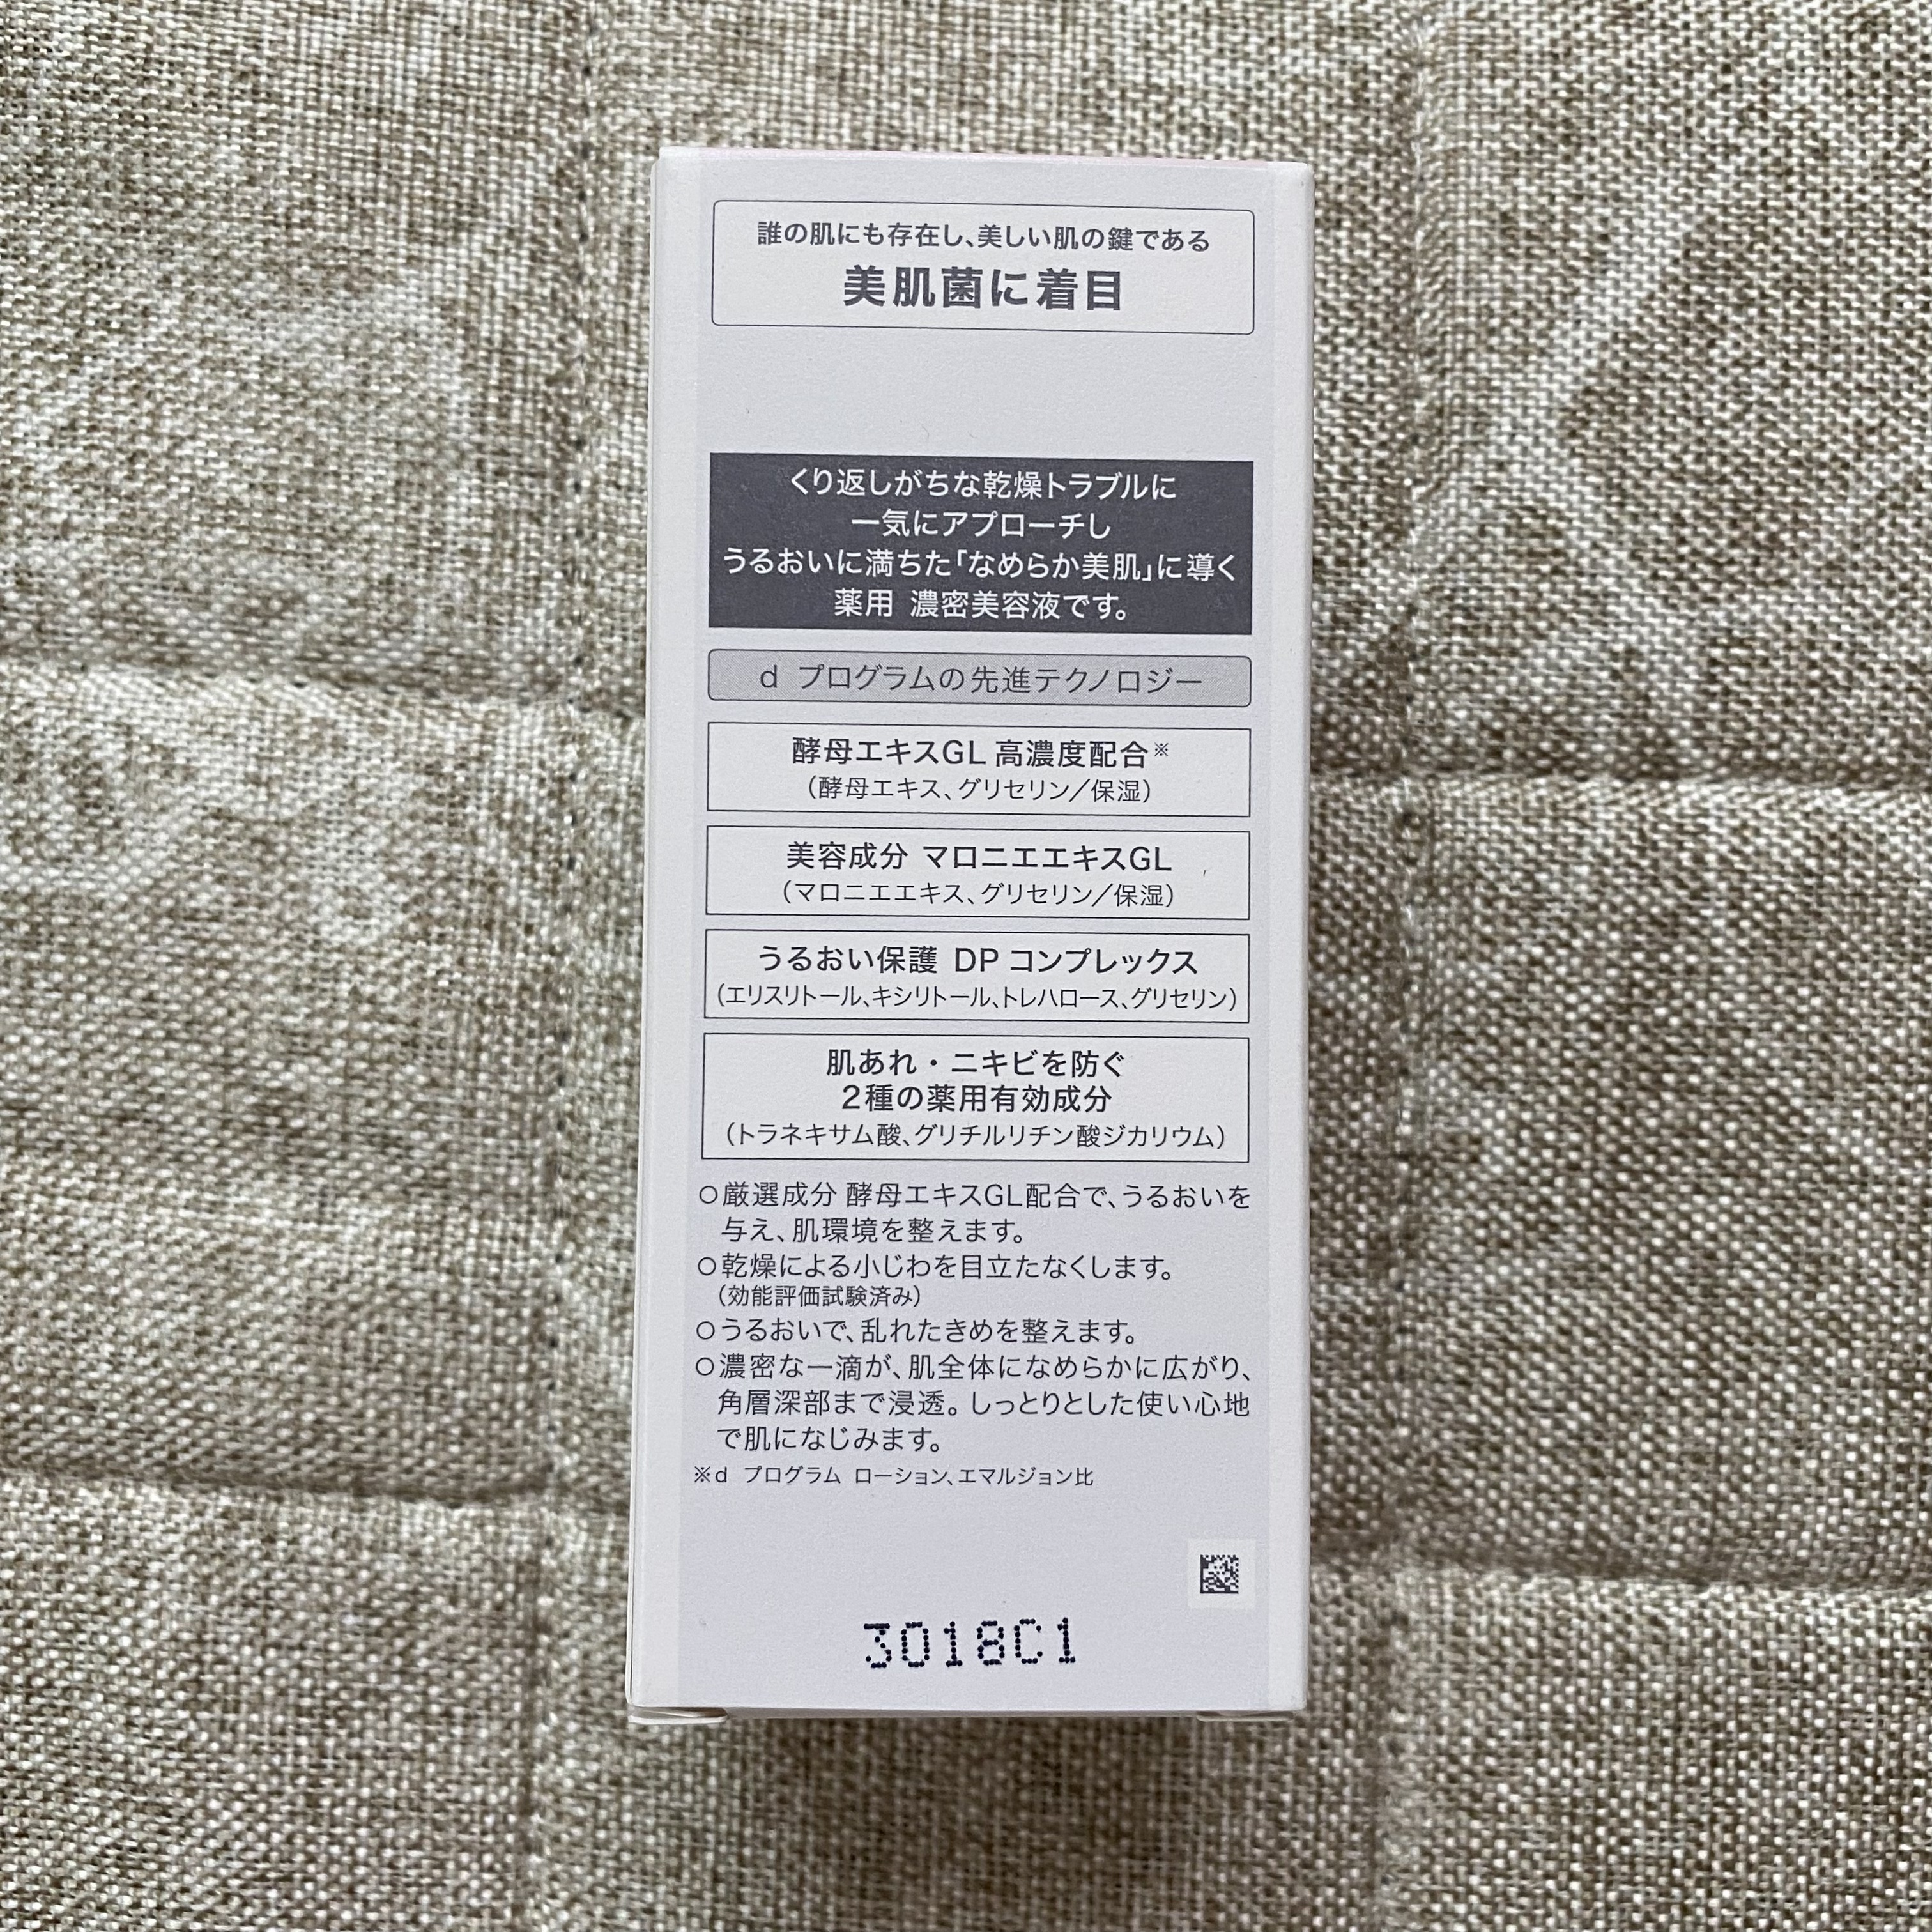 誰の肌にも存在し、美しい肌の鍵である
美肌菌に着目
くり返しがちな乾燥トラブルに
一気にアプローチし
うるおいに満ちた「なめらか美肌」に導く
薬用 濃密美容液です。
d プログラムの先進テクノロジー
酵母エキスGL 高濃度配合※
（酵母エキス、グリセリン／保湿）
美容成分 マロニエエキスGL
（マロニエエキス、グリセリン／保湿）
うるおい保護 DP コンプレックス
（エリスリトール、キシリトール、トレハロース、グリセリン）
肌あれ・ニキビを防ぐ
2種の薬用有効成分
（トラネキサム酸、グリチルリチン酸ジカリウム）
○厳選成分 酵母エキスGL配合で、うるおいを
与え、肌環境を整えます。
○乾燥による小じわを目立たなくします。
（効能評価試験済み）
○うるおいで、乱れたきめを整えます。
○濃密な一滴が、肌全体になめらかに広がり、
角層深部まで浸透。しっとりとした使い心地
で肌になじみます。
※d プログラム ローション、エマルジョン比
3018C1